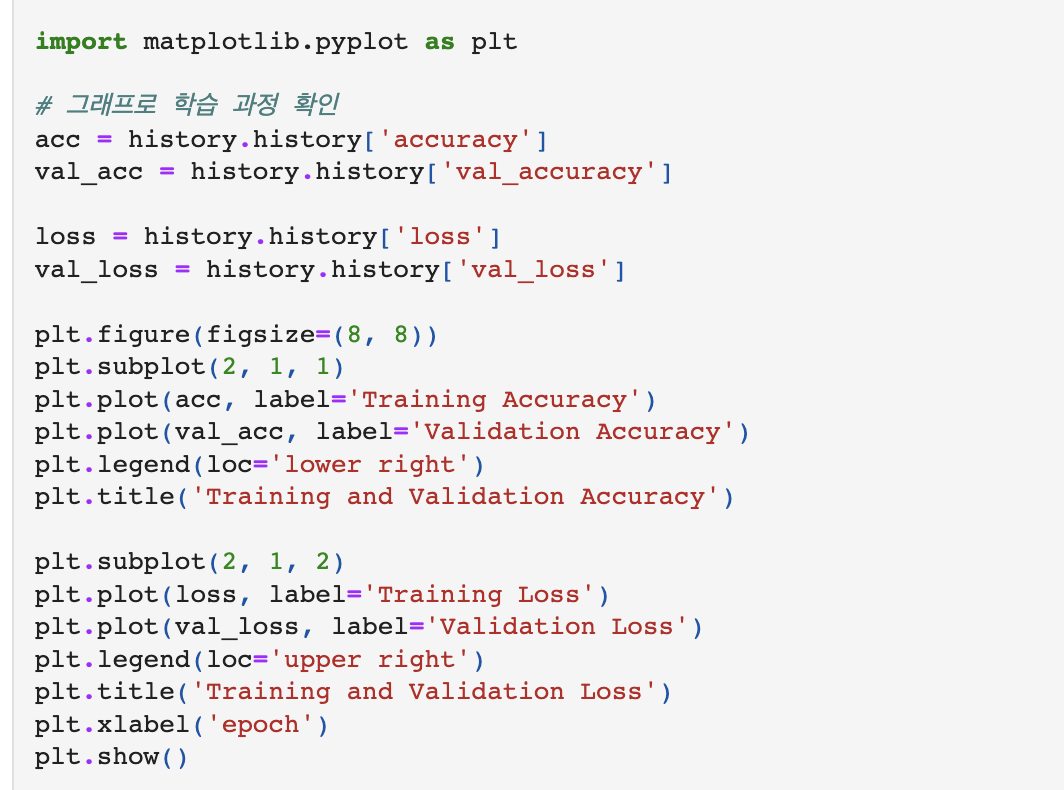 import matplotlib.pyplot as plt
# 그래프로 학습 과정 확인
acc = history.history['accuracy']
val_acc = history.history['val_accuracy']
loss = history.history['loss']
val_loss = history.history['val_loss']
plt.figure(figsize=(8, 8))
plt.subplot(2, 1, 1)
plt.plot(acc, label='Training Accuracy')
plt.plot(val_acc, label='Validation Accuracy')
plt.legend(loc='lower right')
plt.title('Training and Validation Accuracy')
plt.subplot(2, 1, 2)
plt.plot(loss, label='Training Loss')
plt.plot(val_loss, label='Validation Loss')
plt.legend(loc='upper right')
plt.title('Training and Validation Loss')
plt.xlabel('epoch')
plt.show()